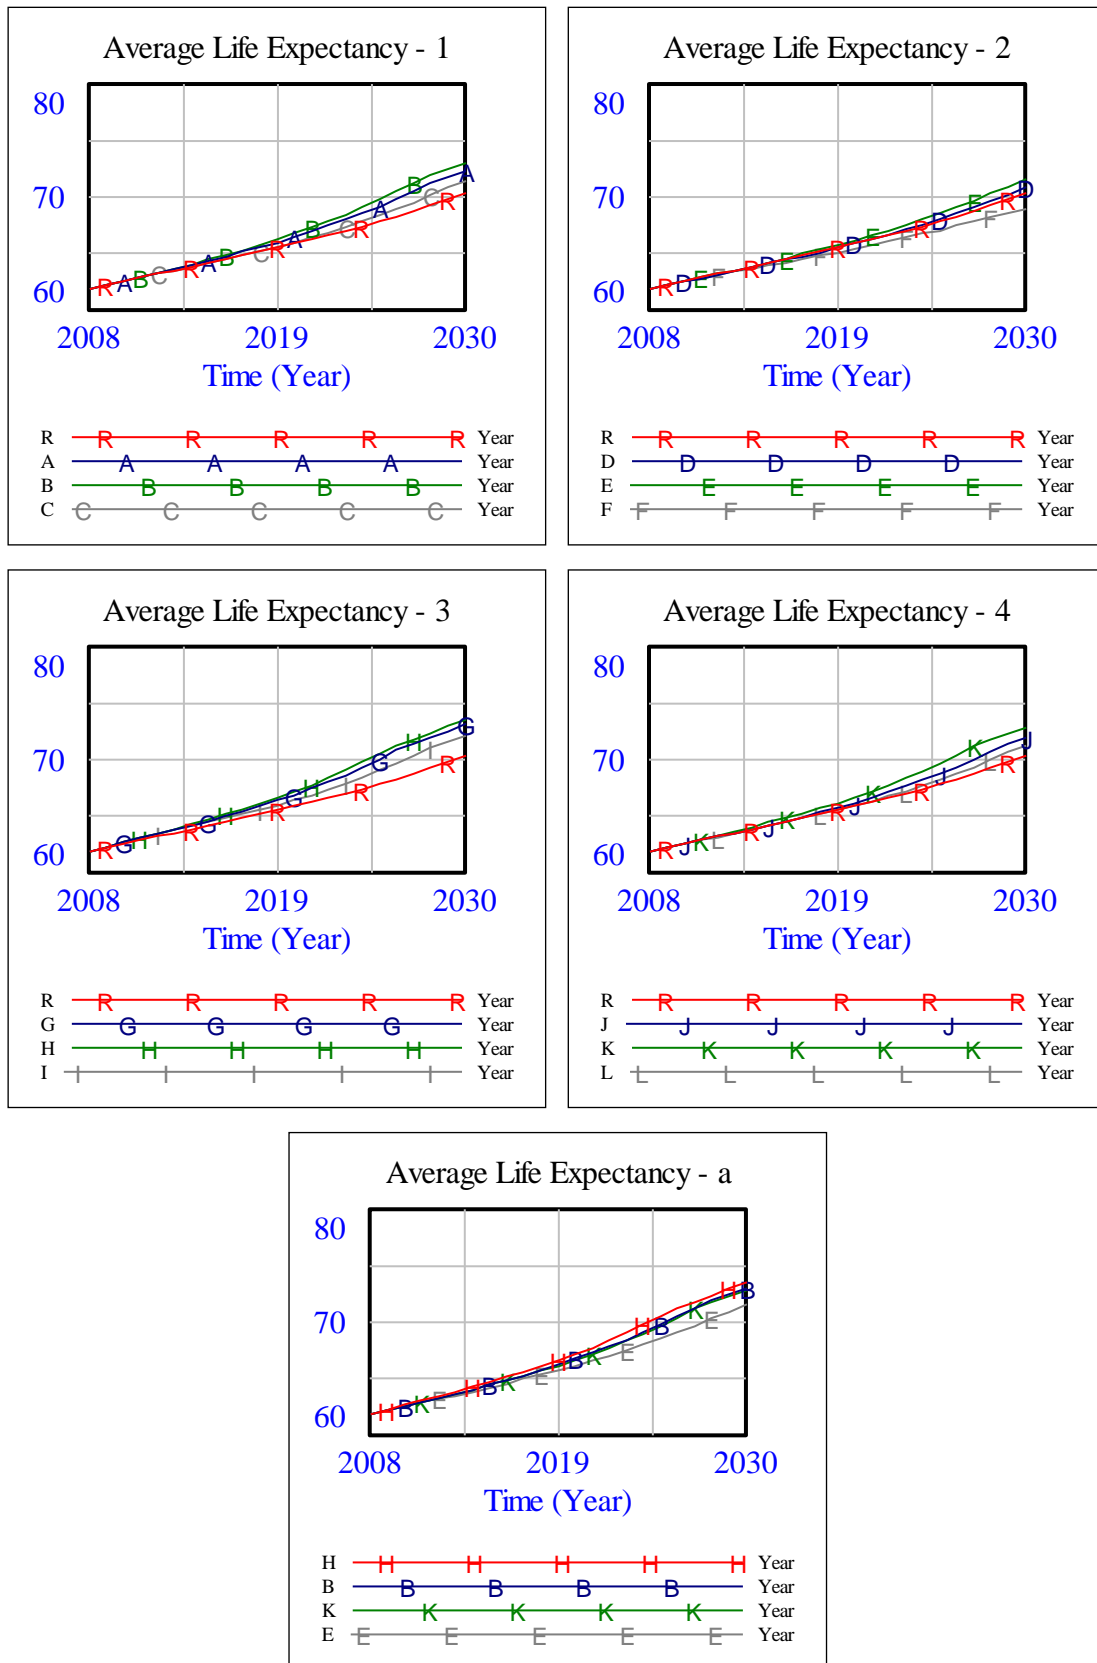 Average Life Expectancy - 1
80
70
60
2008 2019 2030
Time (Year)
R R R R R R Year
A A A A A Year
B B B B B Year
C C C C C C Year
Average Life Expectancy - 2
80
70
60
2008 2019 2030
Time (Year)
R R R R R R Year
D D D D D Year
E E E E E Year
F F F F F F Year
Average Life Expectancy - 3
80
70
60
2008 2019 2030
Time (Year)
R R R R R R Year
G G G G G Year
H H H H H Year
I I I I I I Year
Average Life Expectancy - 4
80
70
60
2008 2019 2030
Time (Year)
R R R R R R Year
J J J J J Year
K K K K K Year
L L L L L L Year
Average Life Expectancy - a
80
70
60
2008 2019 2030
Time (Year)
H H H H H H Year
B B B B B Year
K K K K K Year
E E E E E E Year